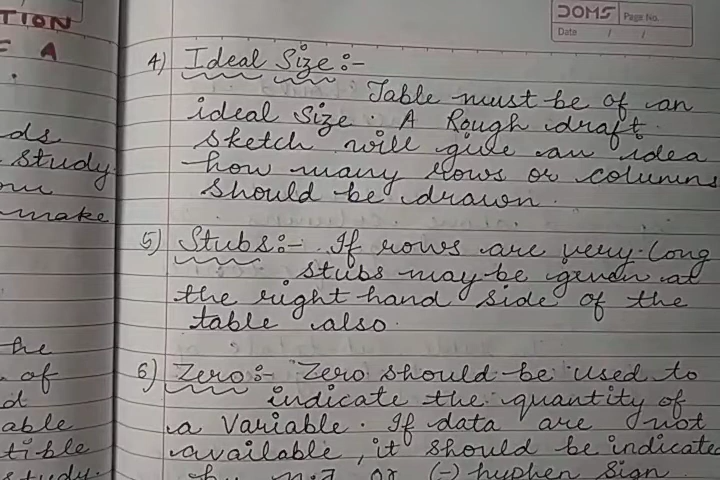 TION
A
ds
study
make
the
of
d
able
tible
study.
DOMS Page No.
Date / /
4) Ideal Size :-
Table must be of an
ideal size. A Rough draft
sketch will give an idea
how many rows or columns
should be drawn.
5) Stubs:- If rows are very long
stubs may be given at
the right hand side of the
table also.
6) Zero:- Zero should be used to
indicate the quantity of
a Variable. If data are not
available, it should be indicated
by n.a or (-) hyphen sign